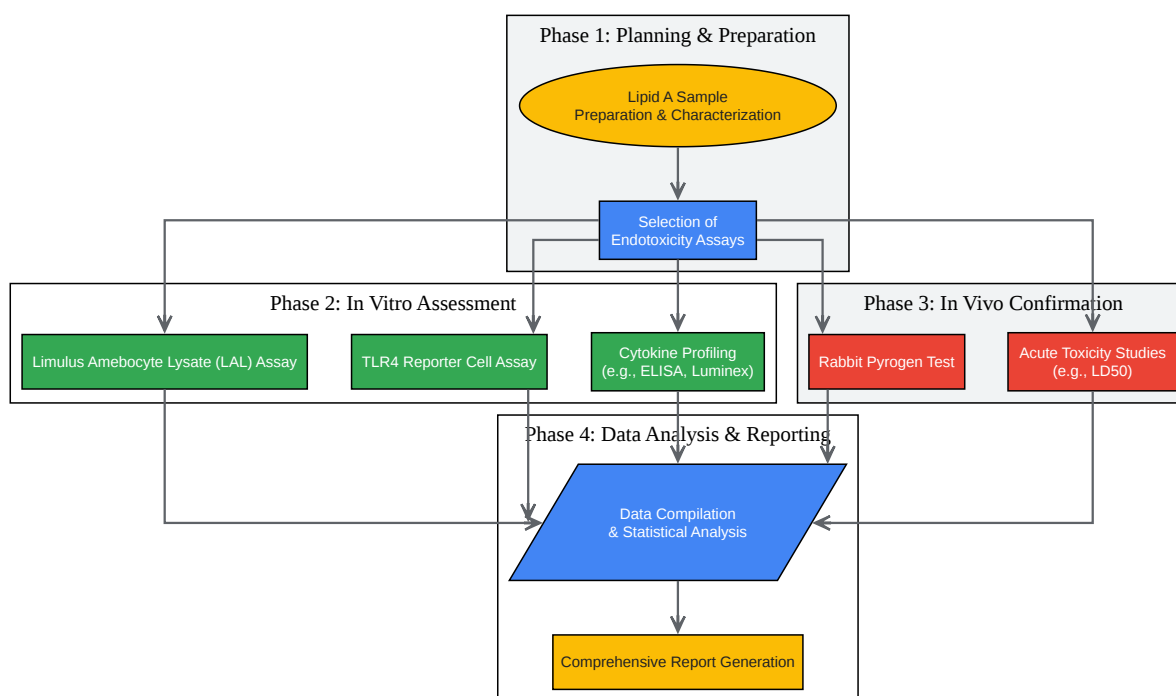 Phase 1: Planning & Preparation
Lipid A Sample
Preparation & Characterization
Selection of
Endotoxicity Assays
Phase 2: In Vitro Assessment
Limulus Amebocyte Lysate (LAL) Assay
TLR4 Reporter Cell Assay
Cytokine Profiling
(e.g., ELISA, Luminex)
Phase 3: In Vivo Confirmation
Rabbit Pyrogen Test
Acute Toxicity Studies
(e.g., LD50)
Phase 4: Data Analysis & Reporting
Data Compilation
& Statistical Analysis
Comprehensive Report Generation